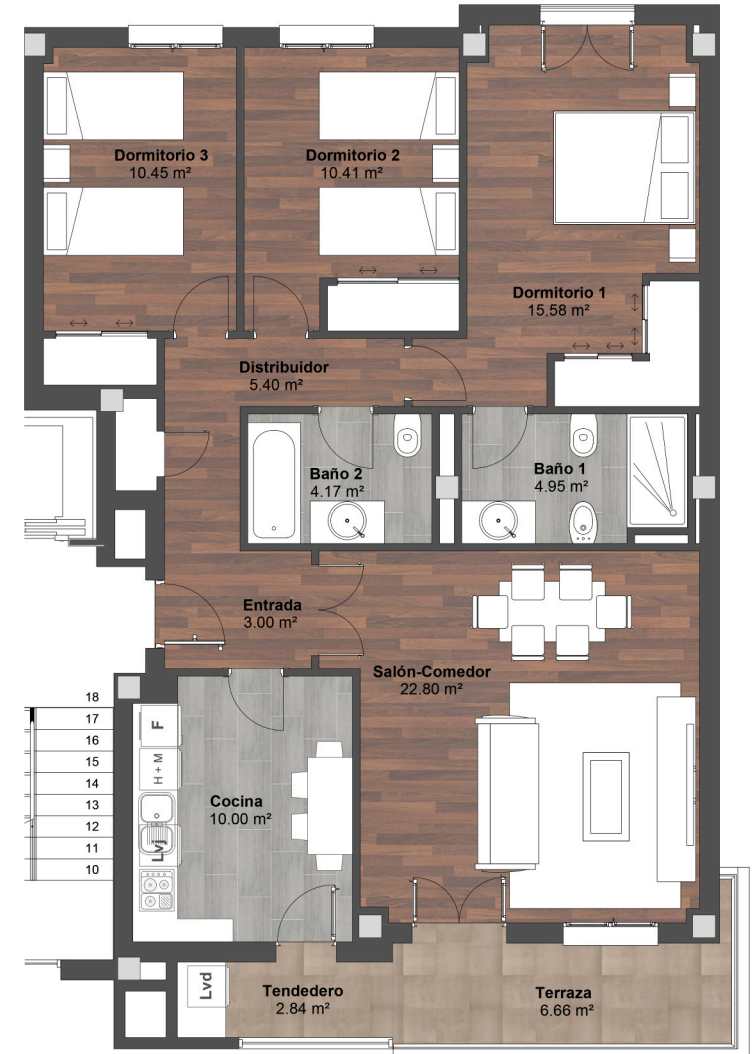 Dormitorio 3
10.45 m²
Dormitorio 2
10.41 m²
Dormitorio 1
15.58 m²
Distribuidor
5.40 m²
Baño 2
4.17 m²
Baño 1
4.95 m²
Entrada
3.00 m²
Salón-Comedor
22.80 m²
18
17
16
15
14
13
12
11
10
F
H + M
Lvj
Cocina
10.00 m²
Lvd
Tendedero
2.84 m²
Terraza
6.66 m²